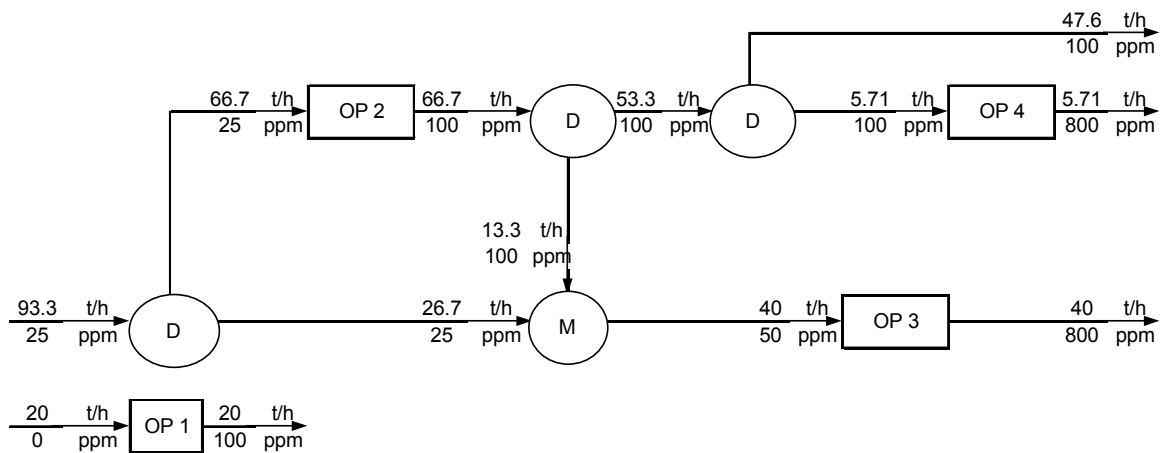 47.6 t/h
100 ppm
66.7 t/h
25 ppm
OP 2
66.7 t/h
100 ppm
D
53.3 t/h
100 ppm
D
5.71 t/h
100 ppm
OP 4
5.71 t/h
800 ppm
13.3 t/h
100 ppm
93.3 t/h
25 ppm
D
26.7 t/h
25 ppm
M
40 t/h
50 ppm
OP 3
40 t/h
800 ppm
20 t/h
0 ppm
OP 1
20 t/h
100 ppm